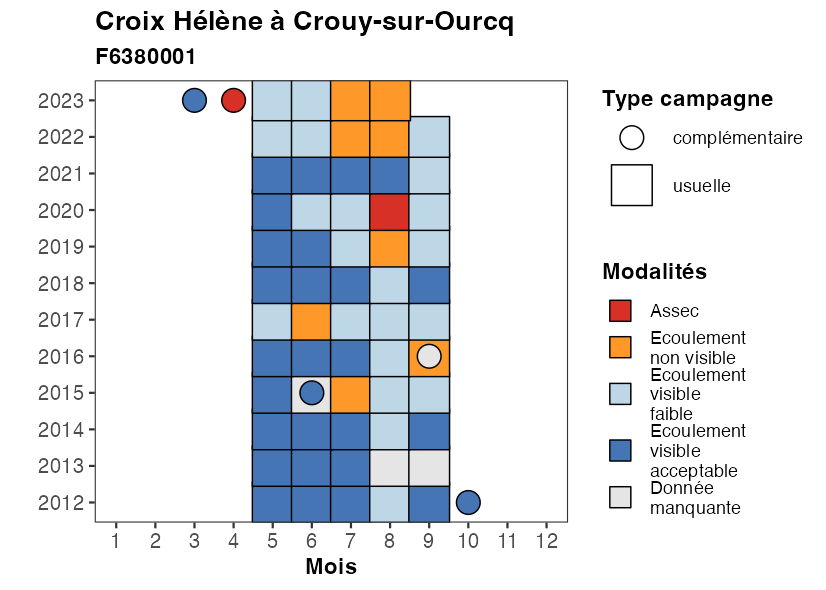 Croix Hélène à Crouy-sur-Ourcq
F6380001
2023
2022
2021
2020
2019
2018
2017
2016
2015
2014
2013
2012
1 2 3 4 5 6 7 8 9 10 11 12
Mois
Type campagne
complémentaire
usuelle
Modalités
Assec
Ecoulement
non visible
Ecoulement
visible
faible
Ecoulement
visible
acceptable
Donnée
manquante